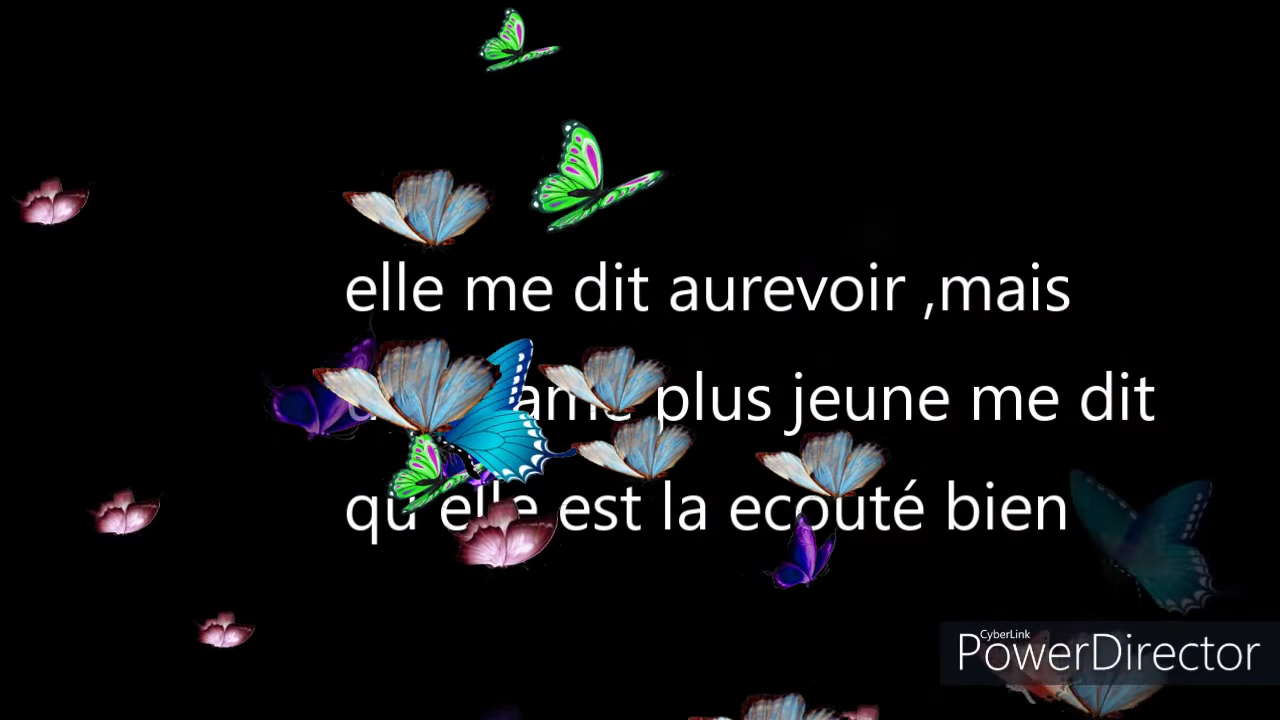 elle me dit aurevoir ,mais
plus jeune me dit
qu elle est la ecouté bien
CyberLink
PowerDirector